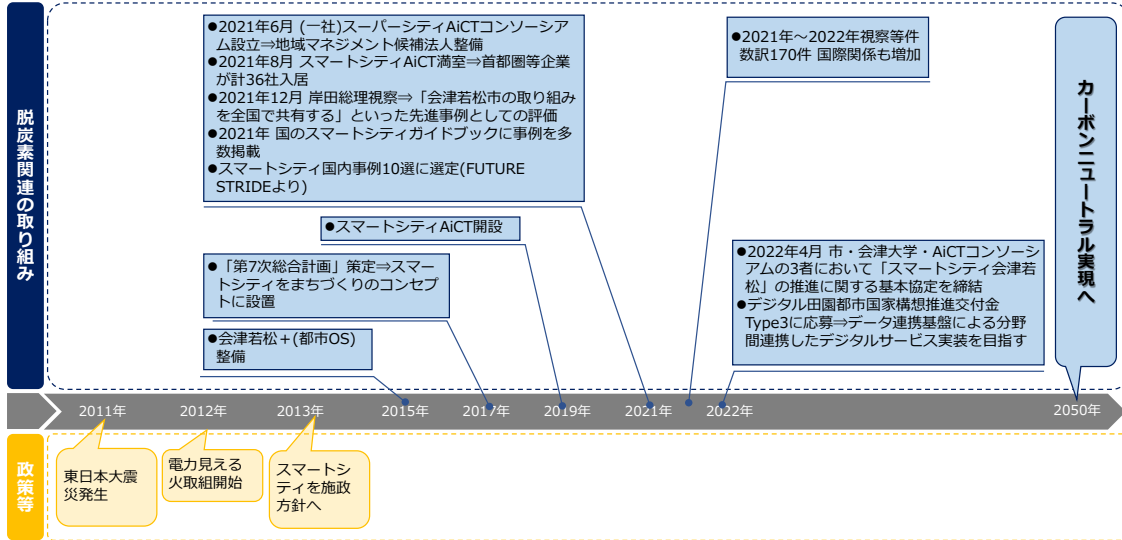 脱炭素関連の取り組み
●2021年6月 (一社)スーパーシティAiCTコンソーシア
ム設立⇒地域マネジメント候補法人整備
●2021年8月 スマートシティAiCT満室⇒首都圏等企業
が計36社入居
●2021年12月 岸田総理視察⇒「会津若松市の取り組み
を全国で共有する」といった先進事例としての評価
●2021年 国のスマートシティガイドブックに事例を多
数掲載
●スマートシティ国内事例10選に選定(FUTURE
STRIDEより)
●2021年～2022年視察等件
数訳170件 国際関係も増加
●スマートシティAiCT開設
●「第7次総合計画」策定⇒スマー
トシティをまちづくりのコンセプ
トに設置
●会津若松＋(都市OS)
整備
●2022年4月 市・会津大学・AiCTコンソーシ
アムの3者において「スマートシティ会津若
松」の推進に関する基本協定を締結
●デジタル田園都市国家構想推進交付金
Type3に応募⇒データ連携基盤による分野
間連携したデジタルサービス実装を目指す
カーボンニュートラル実現へ
2011年
2012年
2013年
2015年
2017年
2019年
2021年
2022年
2050年
政策等
東日本大震
災発生
電力見える
火取組開始
スマートシ
ティを施政
方針へ